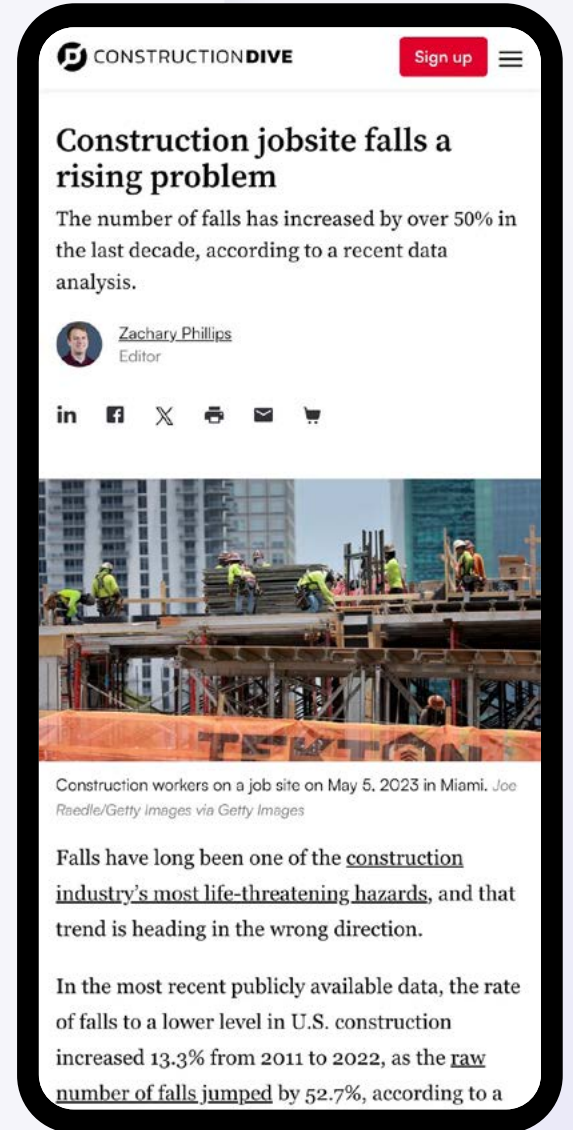 CONSTRUCTIONDIVE
Sign up
Construction jobsite falls a
rising problem
The number of falls has increased by over 50% in
the last decade, according to a recent data
analysis.
Zachary Phillips
Editor
TEKTON
Construction workers on a job site on May 5, 2023 in Miami. Joe
Raedle/Getty Images via Getty Images
Falls have long been one of the construction
industry's most life-threatening hazards, and that
trend is heading in the wrong direction.
In the most recent publicly available data, the rate
of falls to a lower level in U.S. construction
increased 13.3% from 2011 to 2022, as the raw
number of falls jumped by 52.7%, according to a